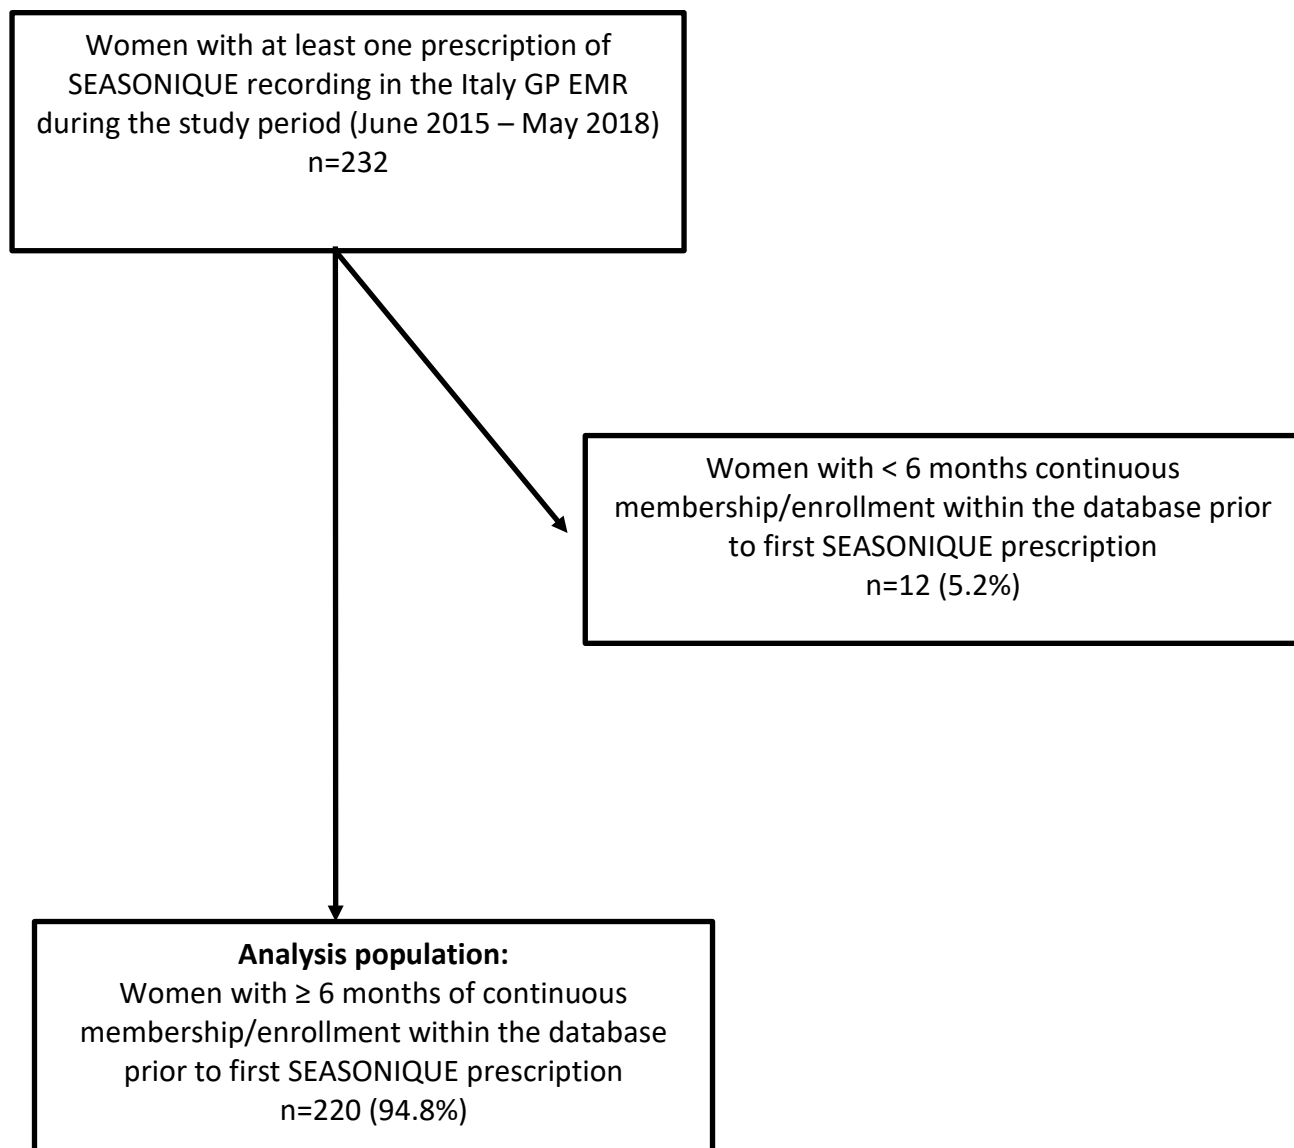 Women with at least one prescription of
SEASONIQUE recording in the Italy GP EMR
during the study period (June 2015 – May 2018)
n=232
Women with < 6 months continuous
membership/enrollment within the database prior
to first SEASONIQUE prescription
n=12 (5.2%)
Analysis population:
Women with ≥ 6 months of continuous
membership/enrollment within the database
prior to first SEASONIQUE prescription
n=220 (94.8%)